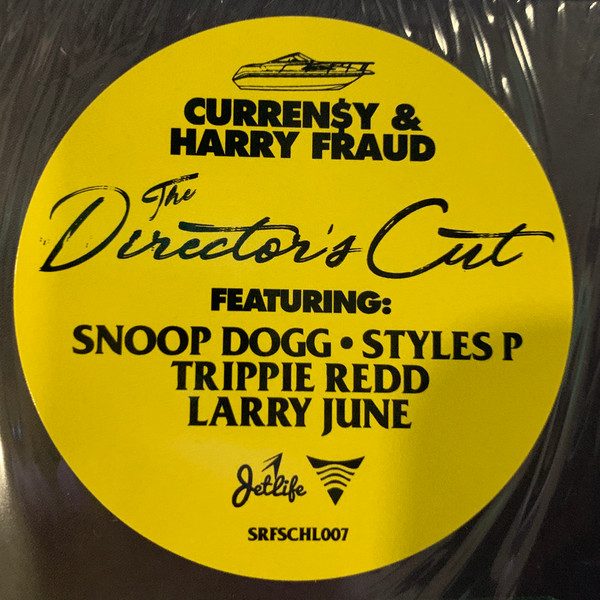 CURREN$Y &
HARRY FRAUD
The
Director's Cut
FEATURING:
SNOOP DOGG • STYLES P
TRIPPIE REDD
LARRY JUNE
Jetlife
SRFSCHL007